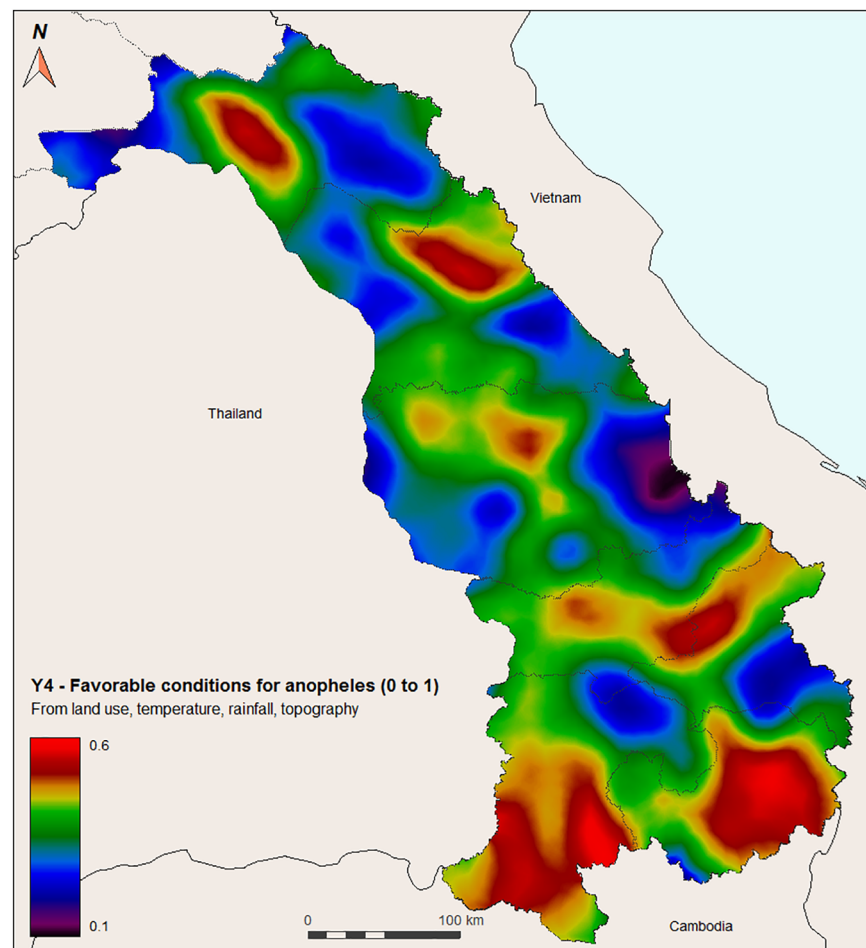 N
Vietnam
Thailand
Y4 - Favorable conditions for anopheles (0 to 1)
From land use, temperature, rainfall, topography
0.6
0.1
0 100 km
Cambodia